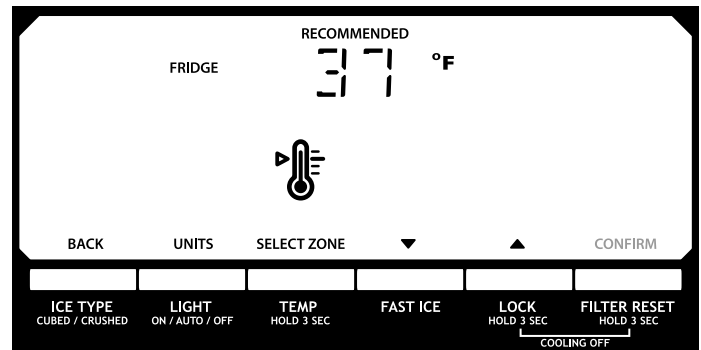 RECOMMENDED
FRIDGE 37 °F
BACK UNITS SELECT ZONE ▼ ▲ CONFIRM
ICE TYPE LIGHT TEMP FAST ICE LOCK FILTER RESET
CUBED / CRUSHED ON / AUTO / OFF HOLD 3 SEC HOLD 3 SEC HOLD 3 SEC
COOLING OFF